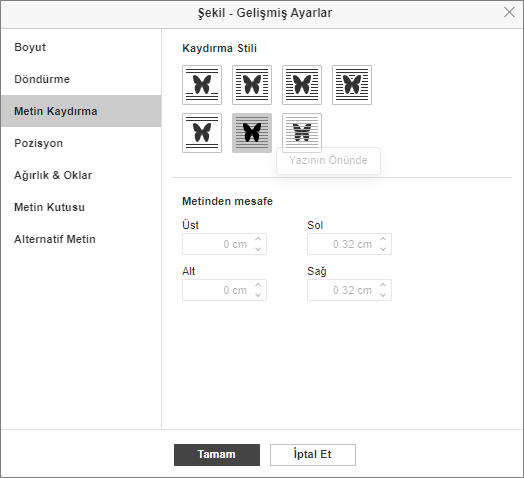 Şekil - Gelişmiş Ayarlar
Boyut
Döndürme
Metin Kaydırma
Pozisyon
Ağırlık & Oklar
Metin Kutusu
Alternatif Metin
Kaydırma Stili
Yazının Önünde
Metinden mesafe
Üst
Sol
0 cm
0.32 cm
Alt
Sağ
0 cm
0.32 cm
Tamam
İptal Et